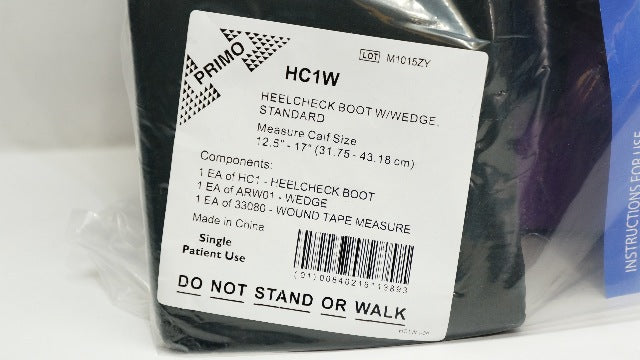 PRIMO
LOT M1015ZY
HC1W
HEELCHECK BOOT W/WEDGE,
STANDARD
Measure Calf Size
12.5" - 17" (31.75 - 43.18 cm)
Components:
1 EA of HC1 - HEELCHECK BOOT
1 EA of ARW01 - WEDGE
1 EA of 33080 - WOUND TAPE MEASURE
Made in China
Single
Patient Use
DO NOT STAND OR WALK
INSTRUCTIONS FOR USE